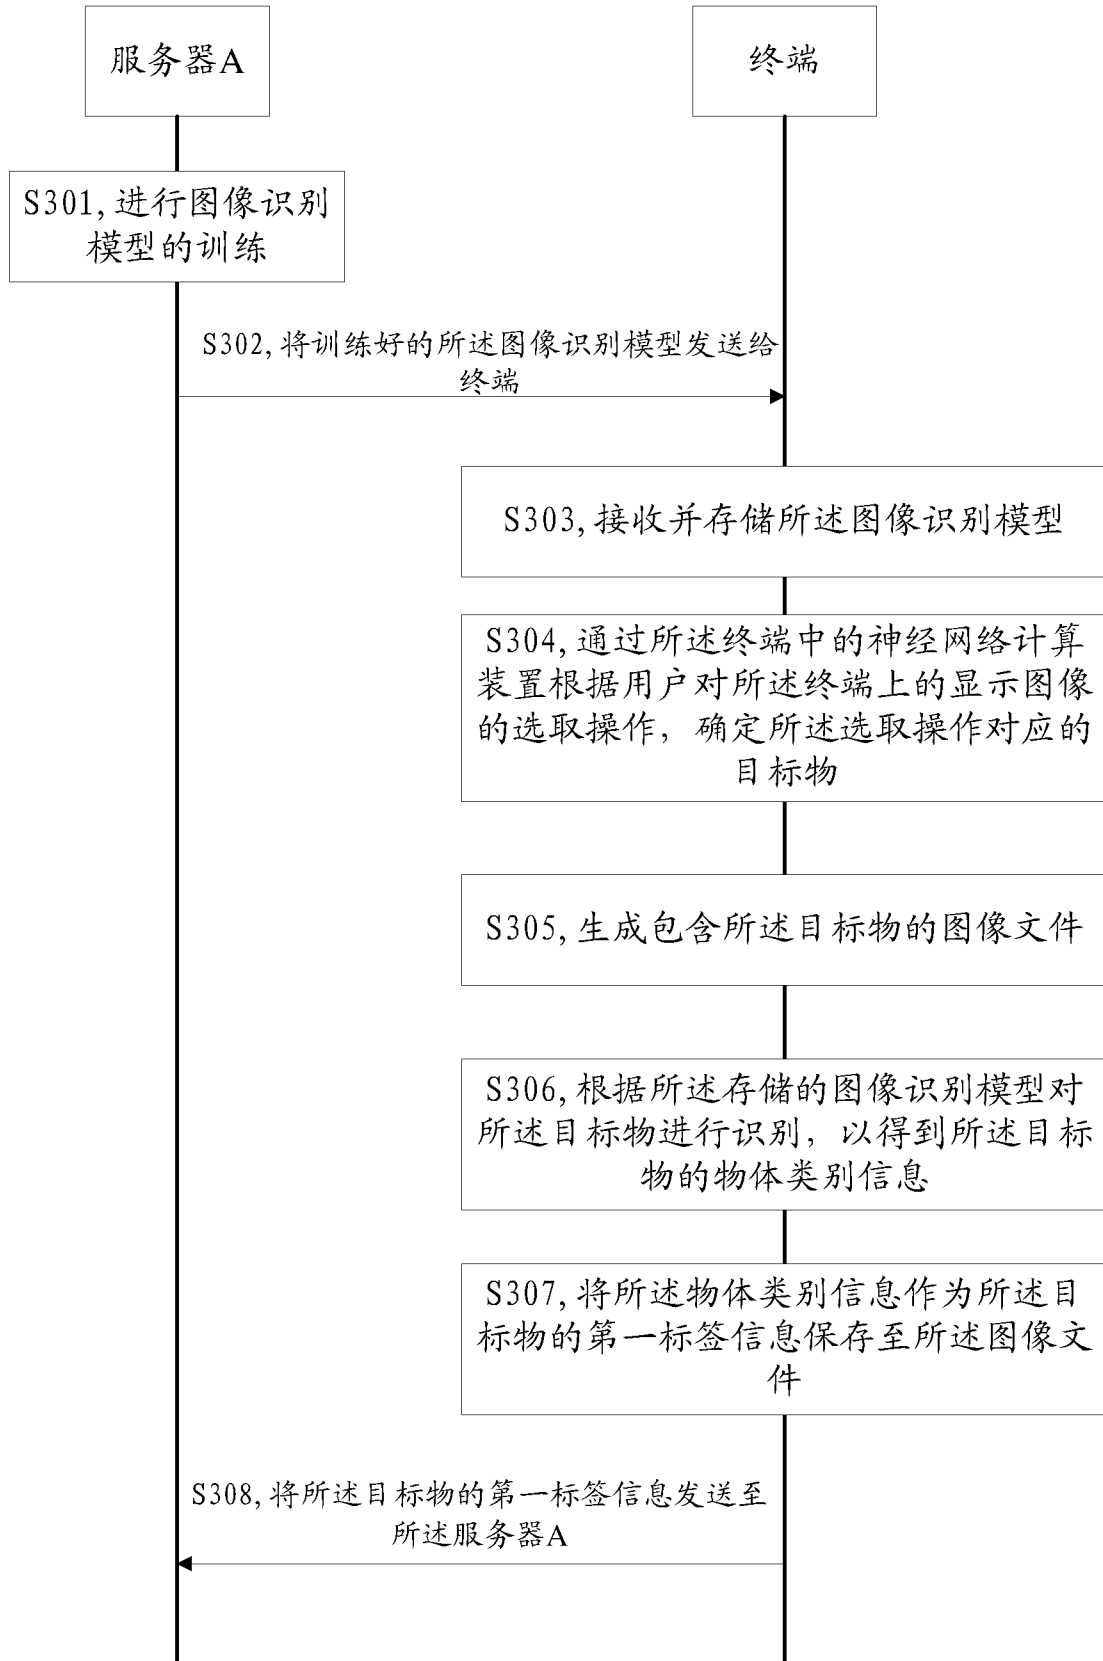 服务器A
终端
S301,进行图像识别
模型的训练
S302,将训练好的所述图像识别模型发送给
终端
S303,接收并存储所述图像识别模型
S304,通过所述终端中的神经网络计算
装置根据用户对所述终端上的显示图像
的选取操作，确定所述选取操作对应的
目标物
S305,生成包含所述目标物的图像文件
S306,根据所述存储的图像识别模型对
所述目标物进行识别，以得到所述目标
物的物体类别信息
S307,将所述物体类别信息作为所述目
标物的第一标签信息保存至所述图像文
件
S308,将所述目标物的第一标签信息发送至
所述服务器A